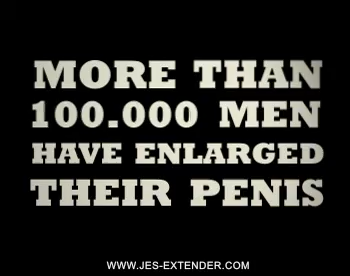 MORE THAN
100.000 MEN
HAVE ENLARGED
THEIR PENIS
WWW.JES-EXTENDER.COM